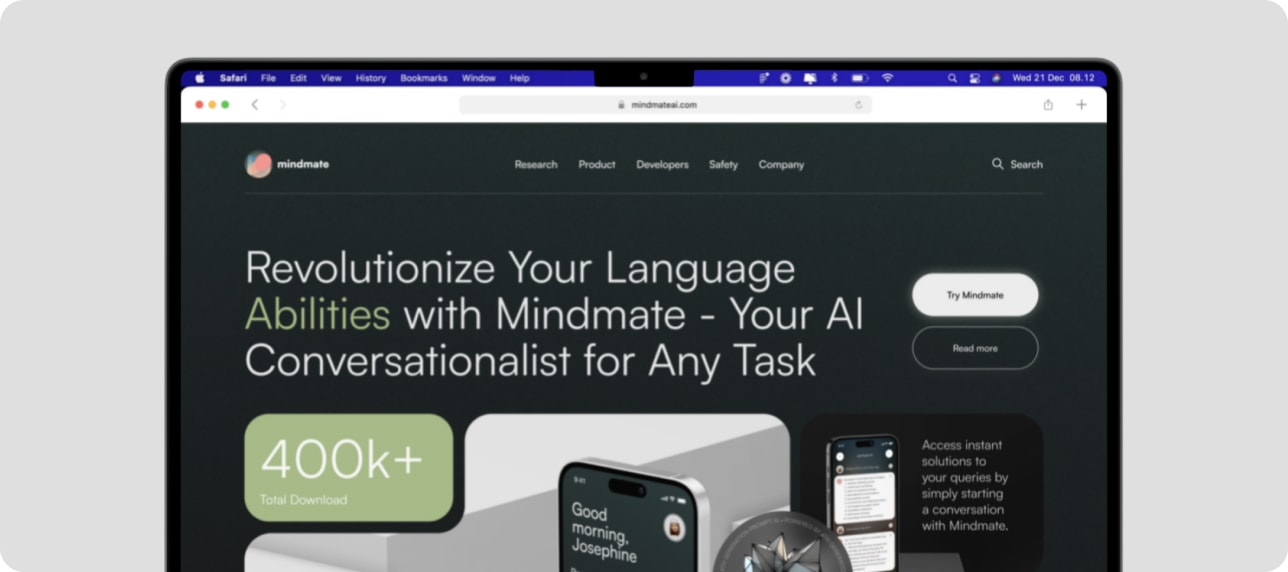 Safari File Edit View History Bookmarks Window Help Wed 21 Dec 08.12
mindmateai.com
mindmate Research Product Developers Safety Company Search
Revolutionize Your Language
Abilities with Mindmate - Your AI
Conversationalist for Any Task
Try Mindmate
Read more
400k+
Total Download
9:41
Good
morning,
Josephine
Access instant
solutions to
your queries by
simply starting
a conversation
with Mindmate.